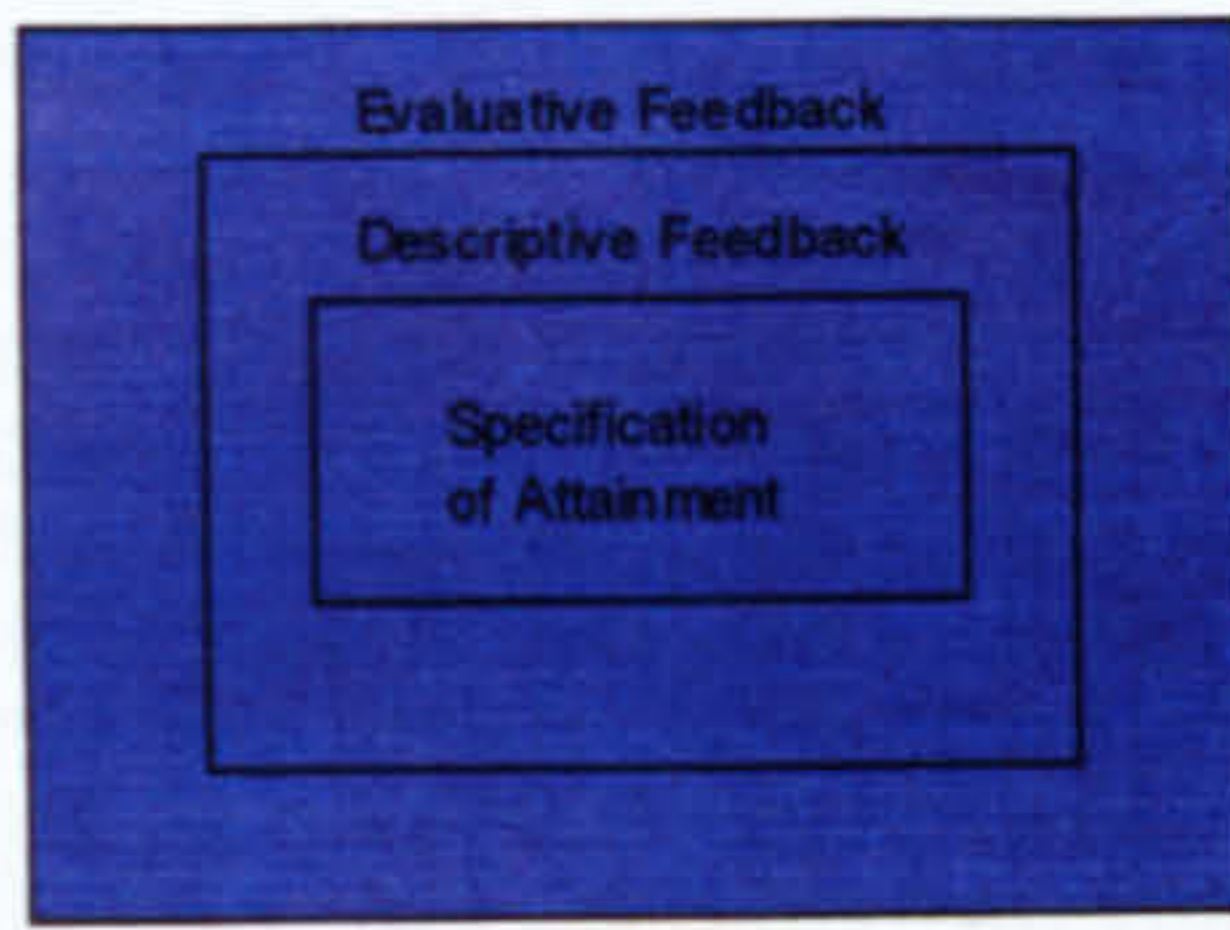 Evaluative Feedback
Descriptive Feedback
Specification
of Attainment